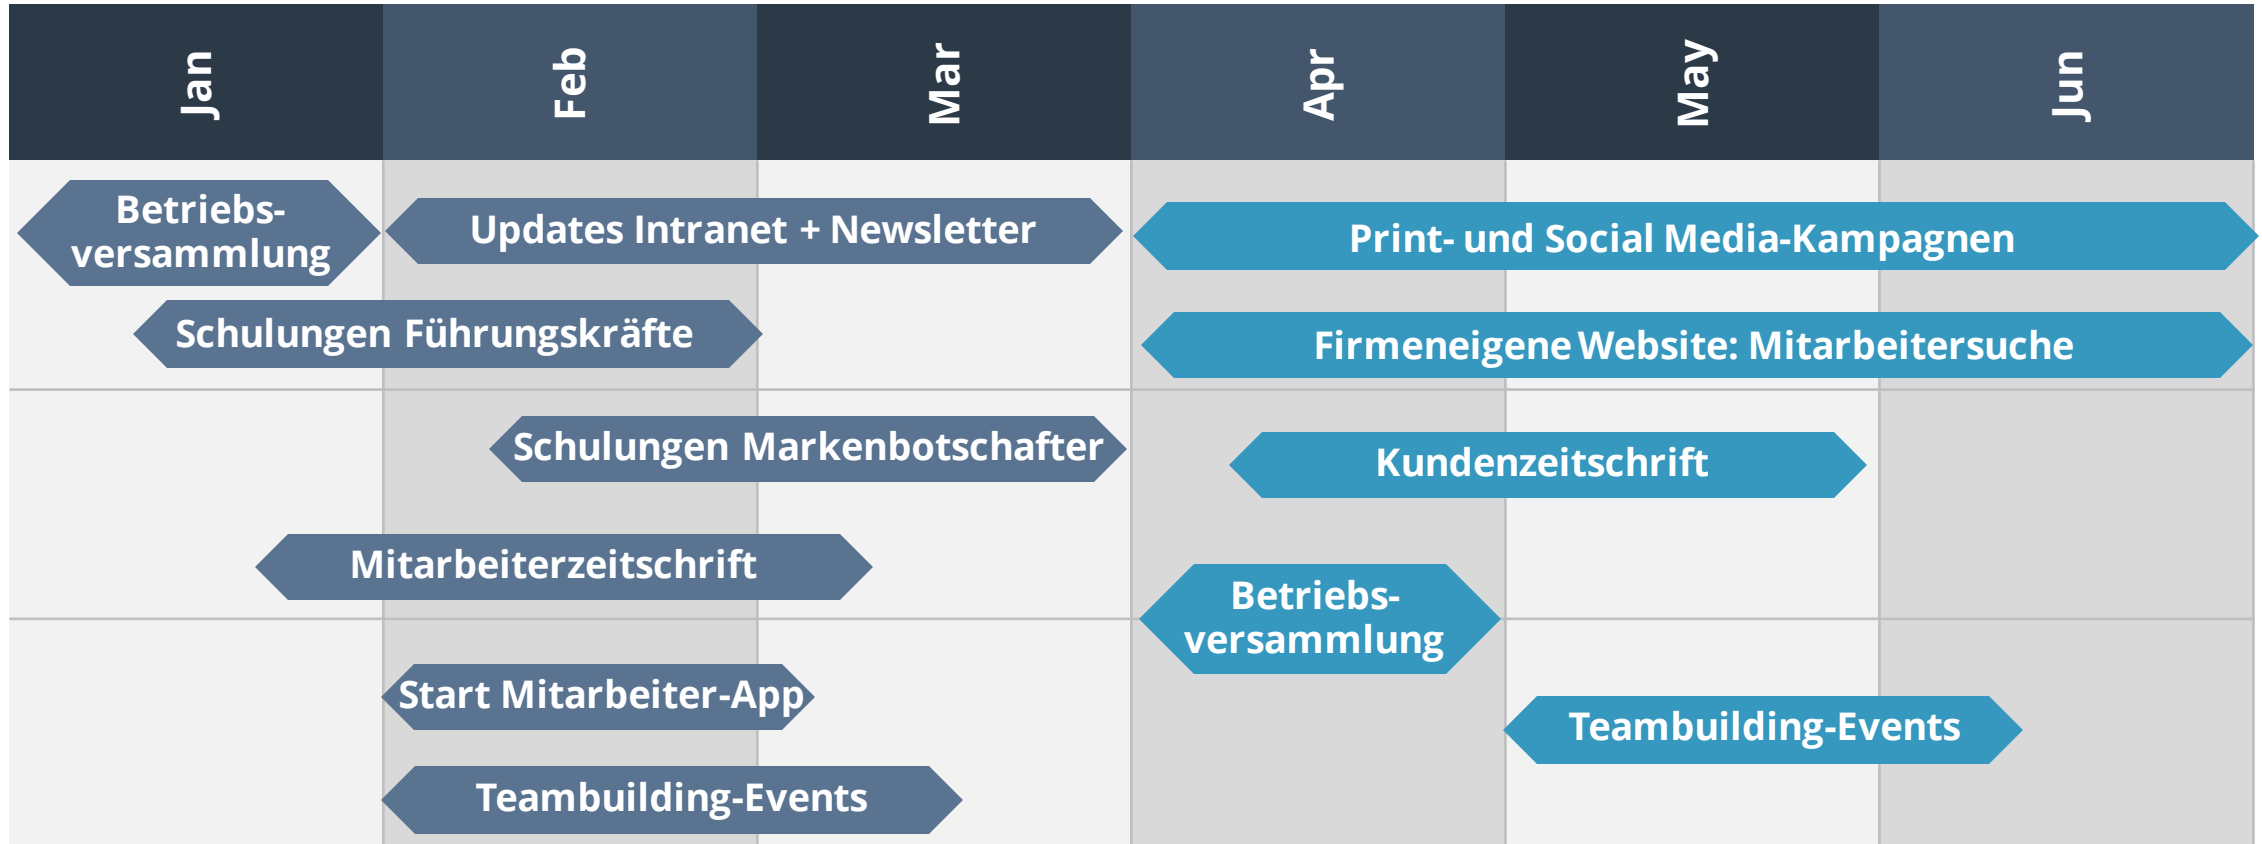 Jan
Feb
Mar
Apr
May
Jun
Betriebs-
versammlung
Updates Intranet + Newsletter
Print- und Social Media-Kampagnen
Schulungen Führungskräfte
Firmeneigene Website: Mitarbeitersuche
Schulungen Markenbotschafter
Kundenzeitschrift
Mitarbeiterzeitschrift
Betriebs-
versammlung
Start Mitarbeiter-App
Teambuilding-Events
Teambuilding-Events